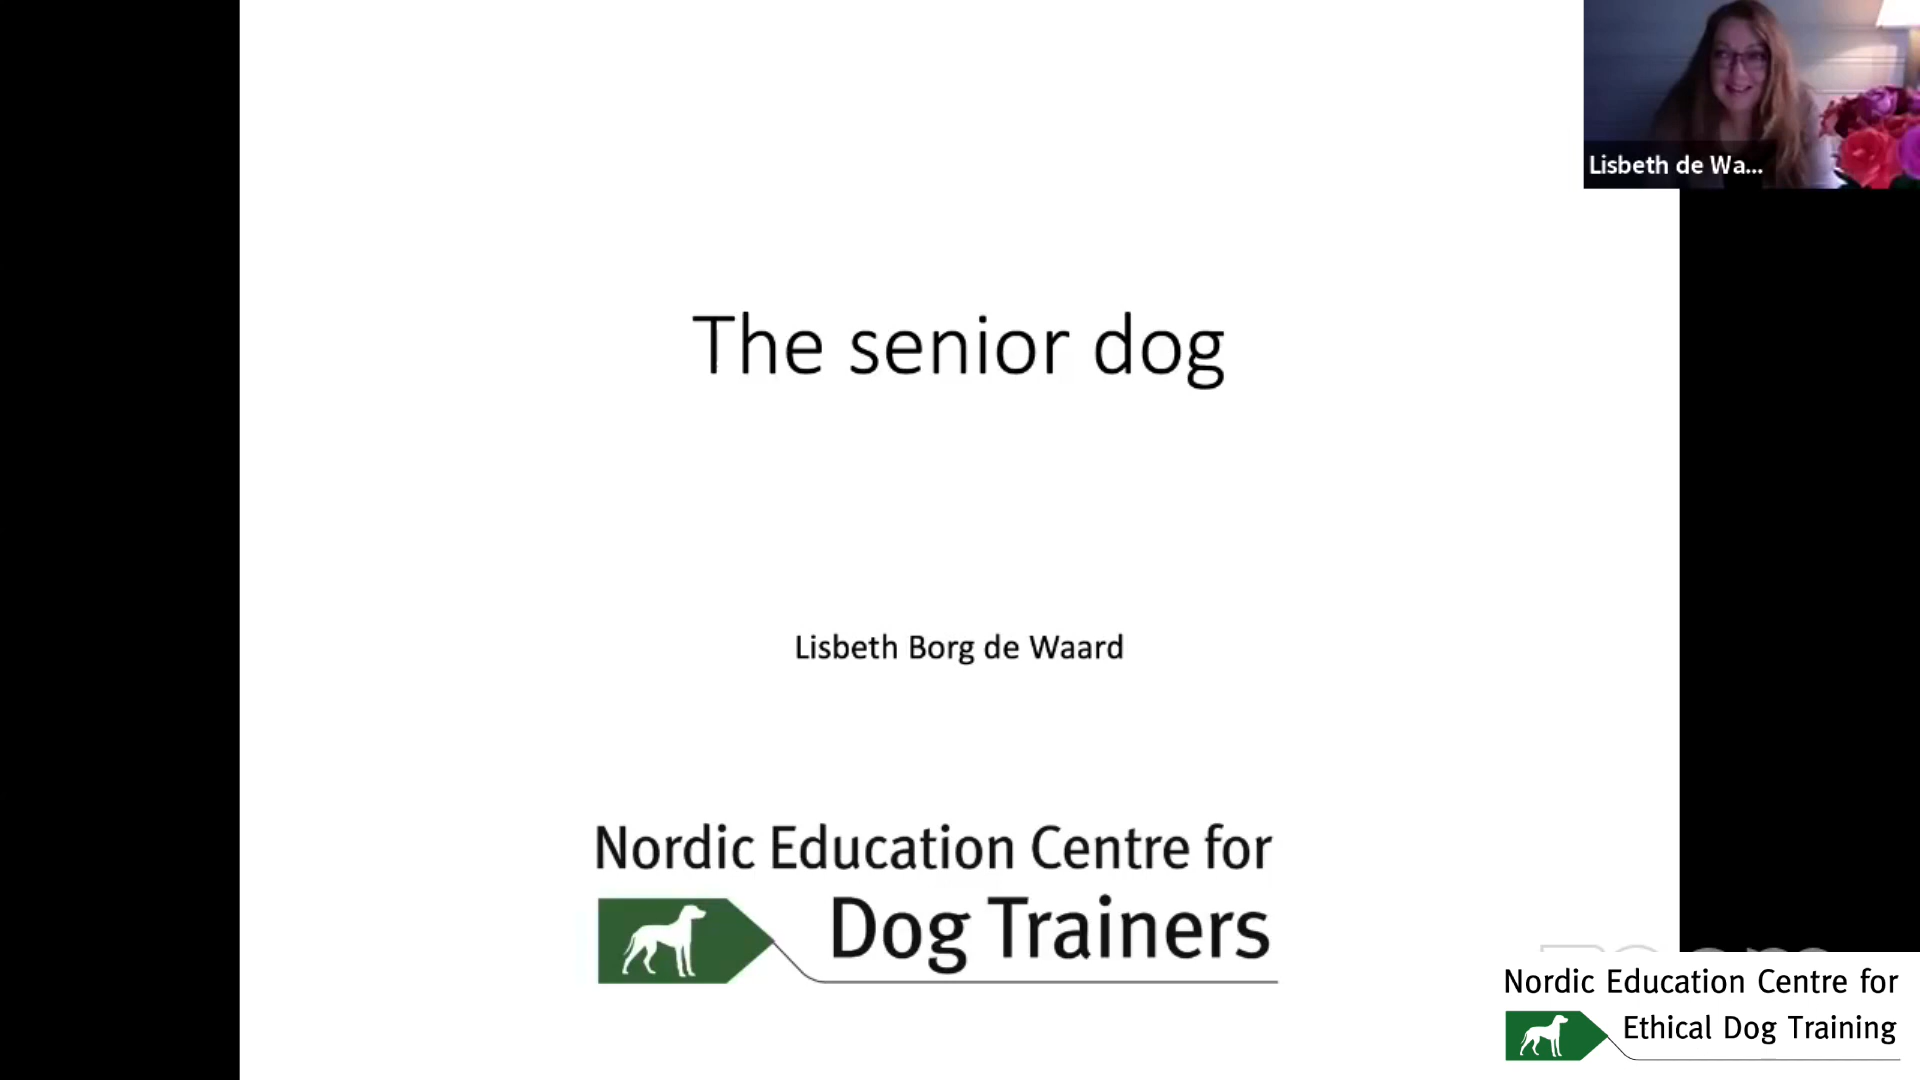 Lisbeth de Wa...
The senior dog
Lisbeth Borg de Waard
Nordic Education Centre for
Dog Trainers
Nordic Education Centre for
Ethical Dog Training